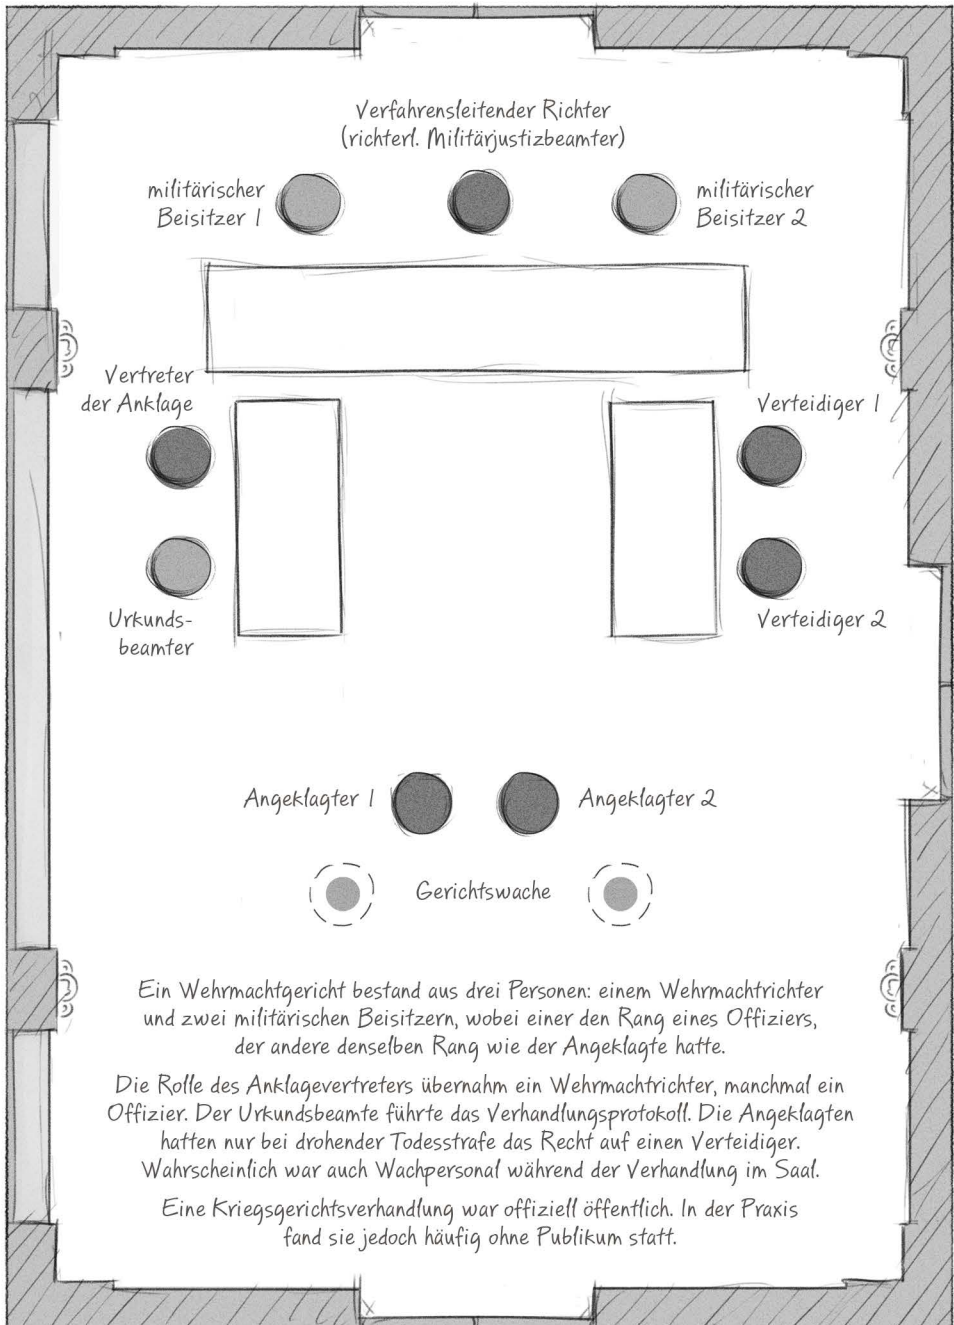 Verfahrensleitender Richter
(richterl. Militärjustizbeamter)
militärischer
Beisitzer 1
militärischer
Beisitzer 2
Vertreter
der Anklage
Verteidiger 1
Urkunds-
beamter
Verteidiger 2
Angeklagter 1
Angeklagter 2
Gerichtswache
Ein Wehrmachtgericht bestand aus drei Personen: einem Wehrmachtrichter
und zwei militärischen Beisitzern, wobei einer den Rang eines Offiziers,
der andere denselben Rang wie der Angeklagte hatte.
Die Rolle des Anklagevertreters übernahm ein Wehrmachtrichter, manchmal ein
Offizier. Der Urkundsbeamte führte das Verhandlungsprotokoll. Die Angeklagten
hatten nur bei drohender Todesstrafe das Recht auf einen Verteidiger.
Wahrscheinlich war auch Wachpersonal während der Verhandlung im Saal.
Eine Kriegsgerichtsverhandlung war offiziell öffentlich. In der Praxis
fand sie jedoch häufig ohne Publikum statt.